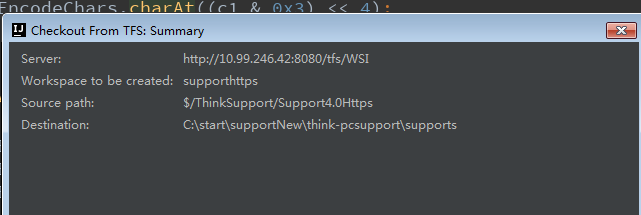 EncodeChars.charAt((c1 & 0x3) << 4);
Checkout From TFS: Summary
Server: http://10.99.246.42:8080/tfs/WSI
Workspace to be created: supporthttps
Source path: $/ThinkSupport/Support4.0Https
Destination: C:\start\supportNew\think-pcsupport\supports